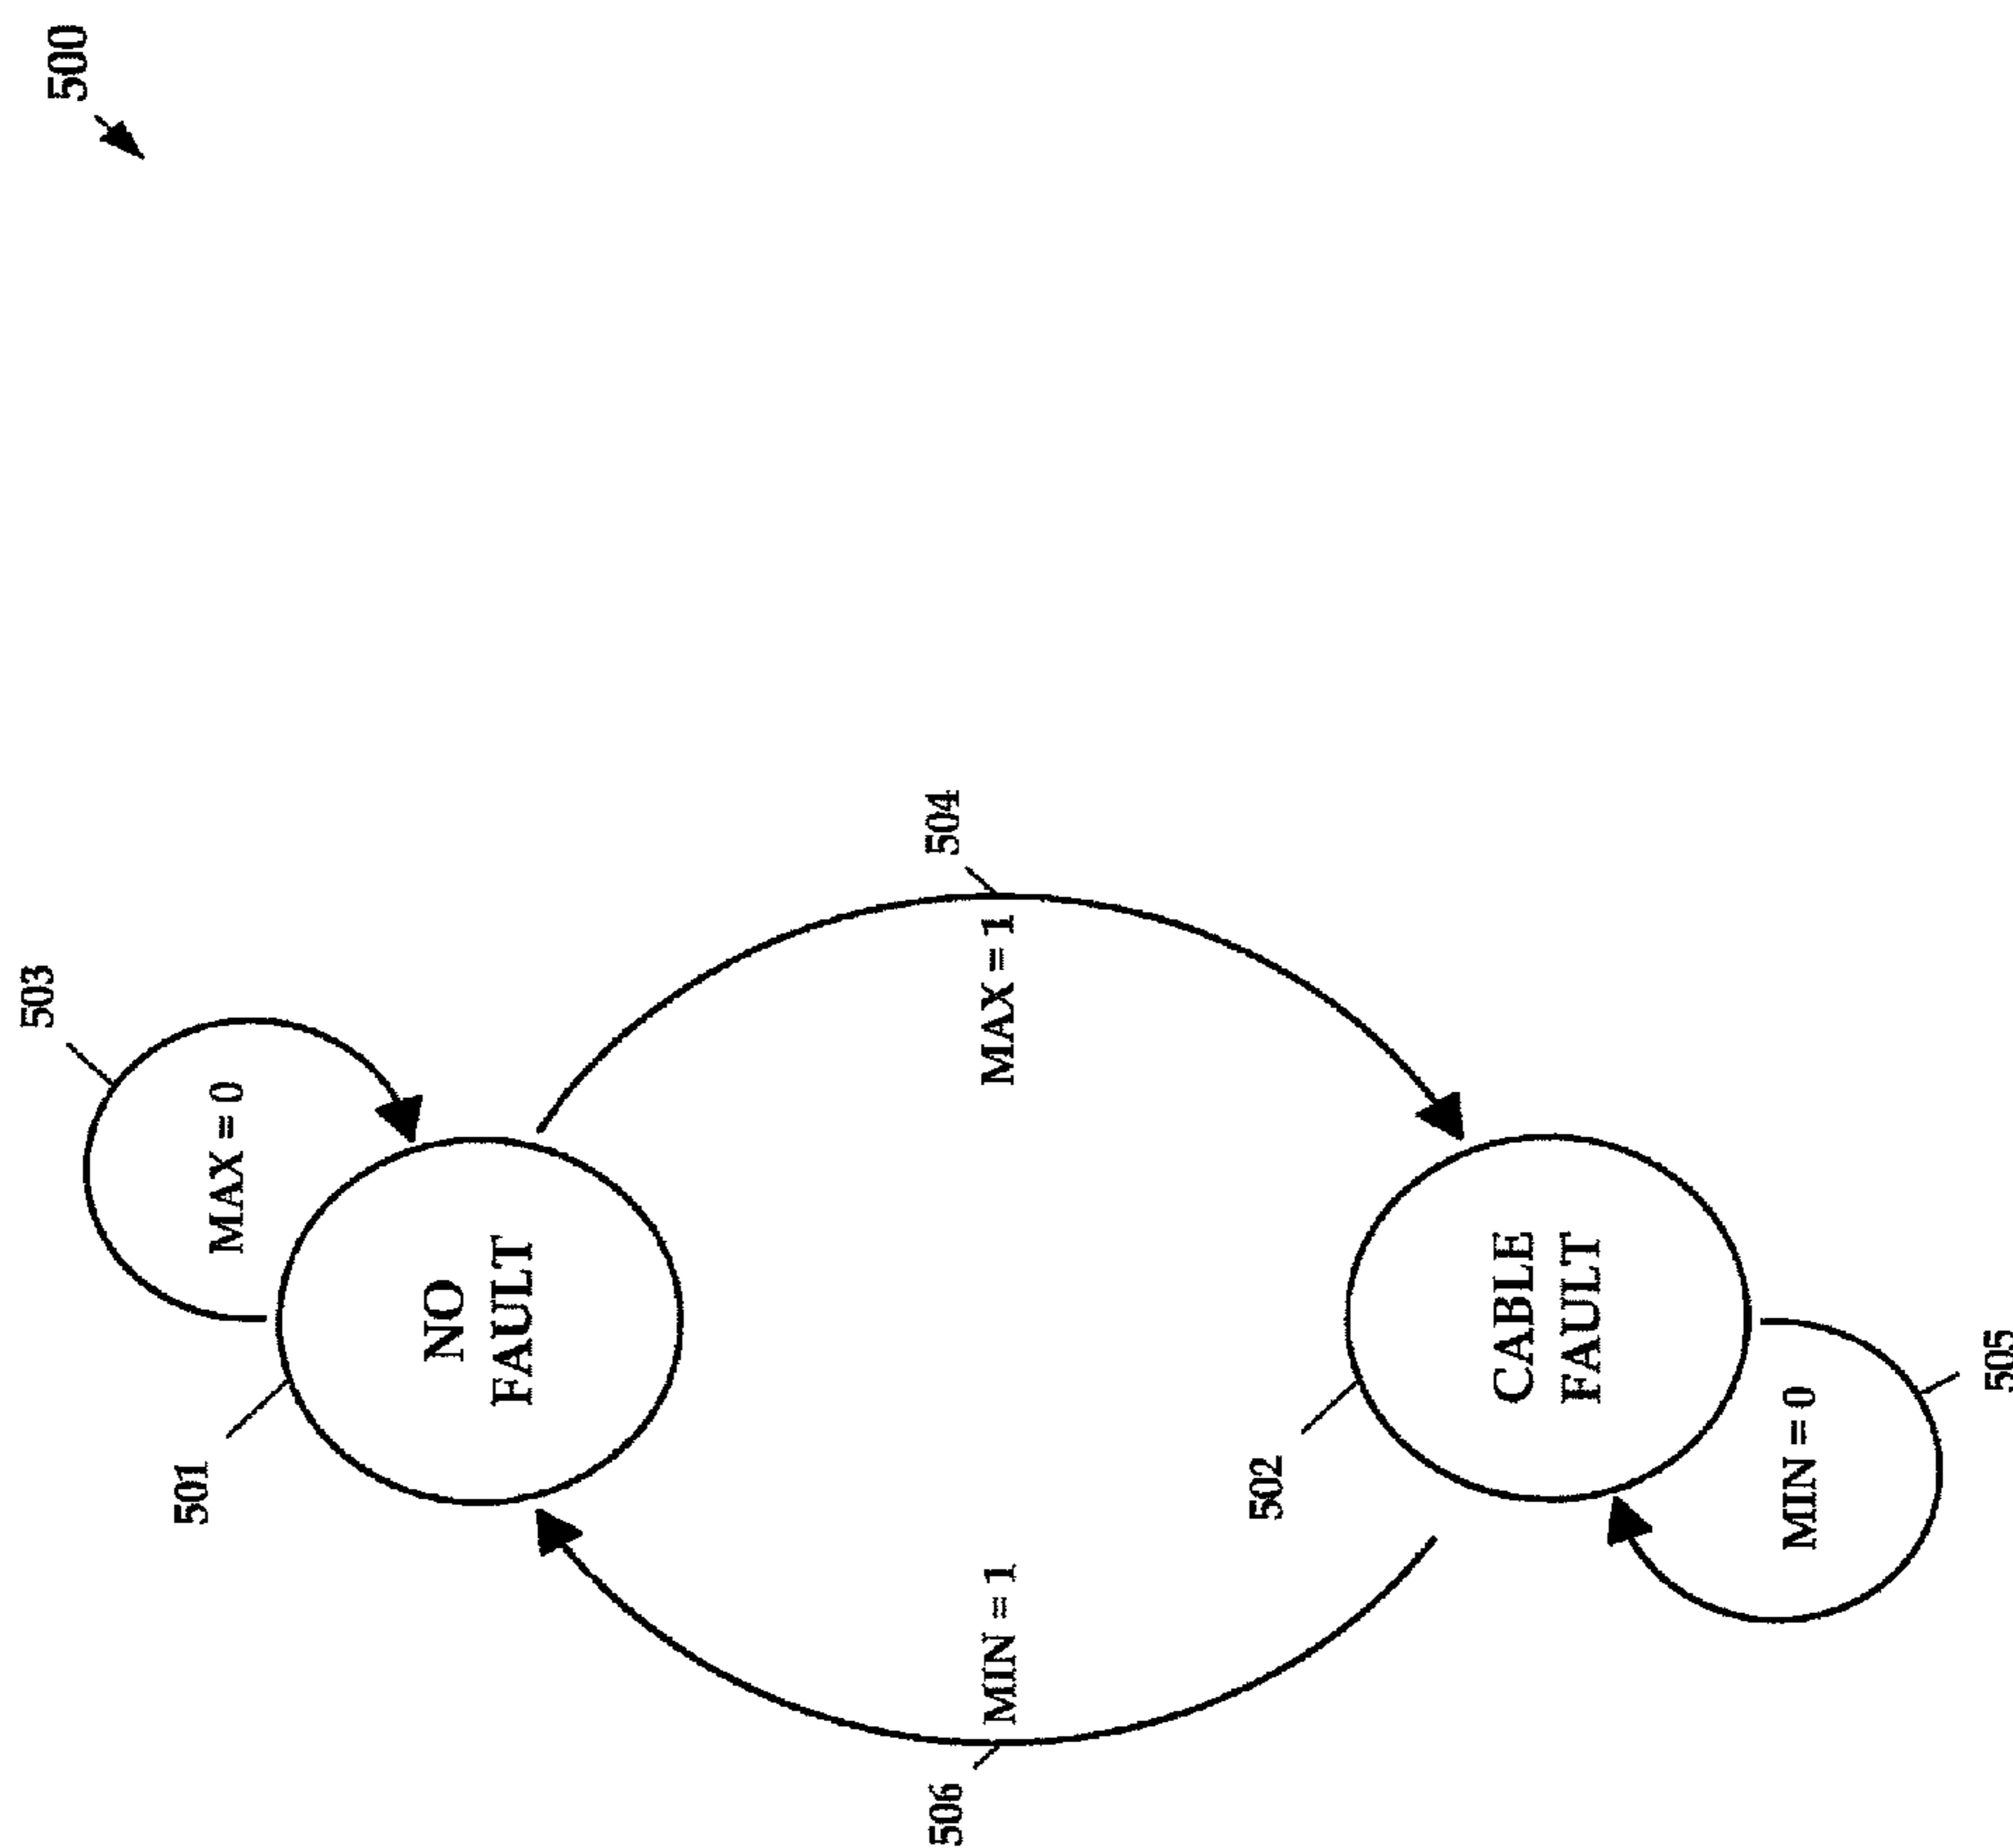 500
503
MAX = 0
501
NO
FAULT
504
MAX = 1
506
MIN = 1
502
CABLE
FAULT
MIN = 0
505